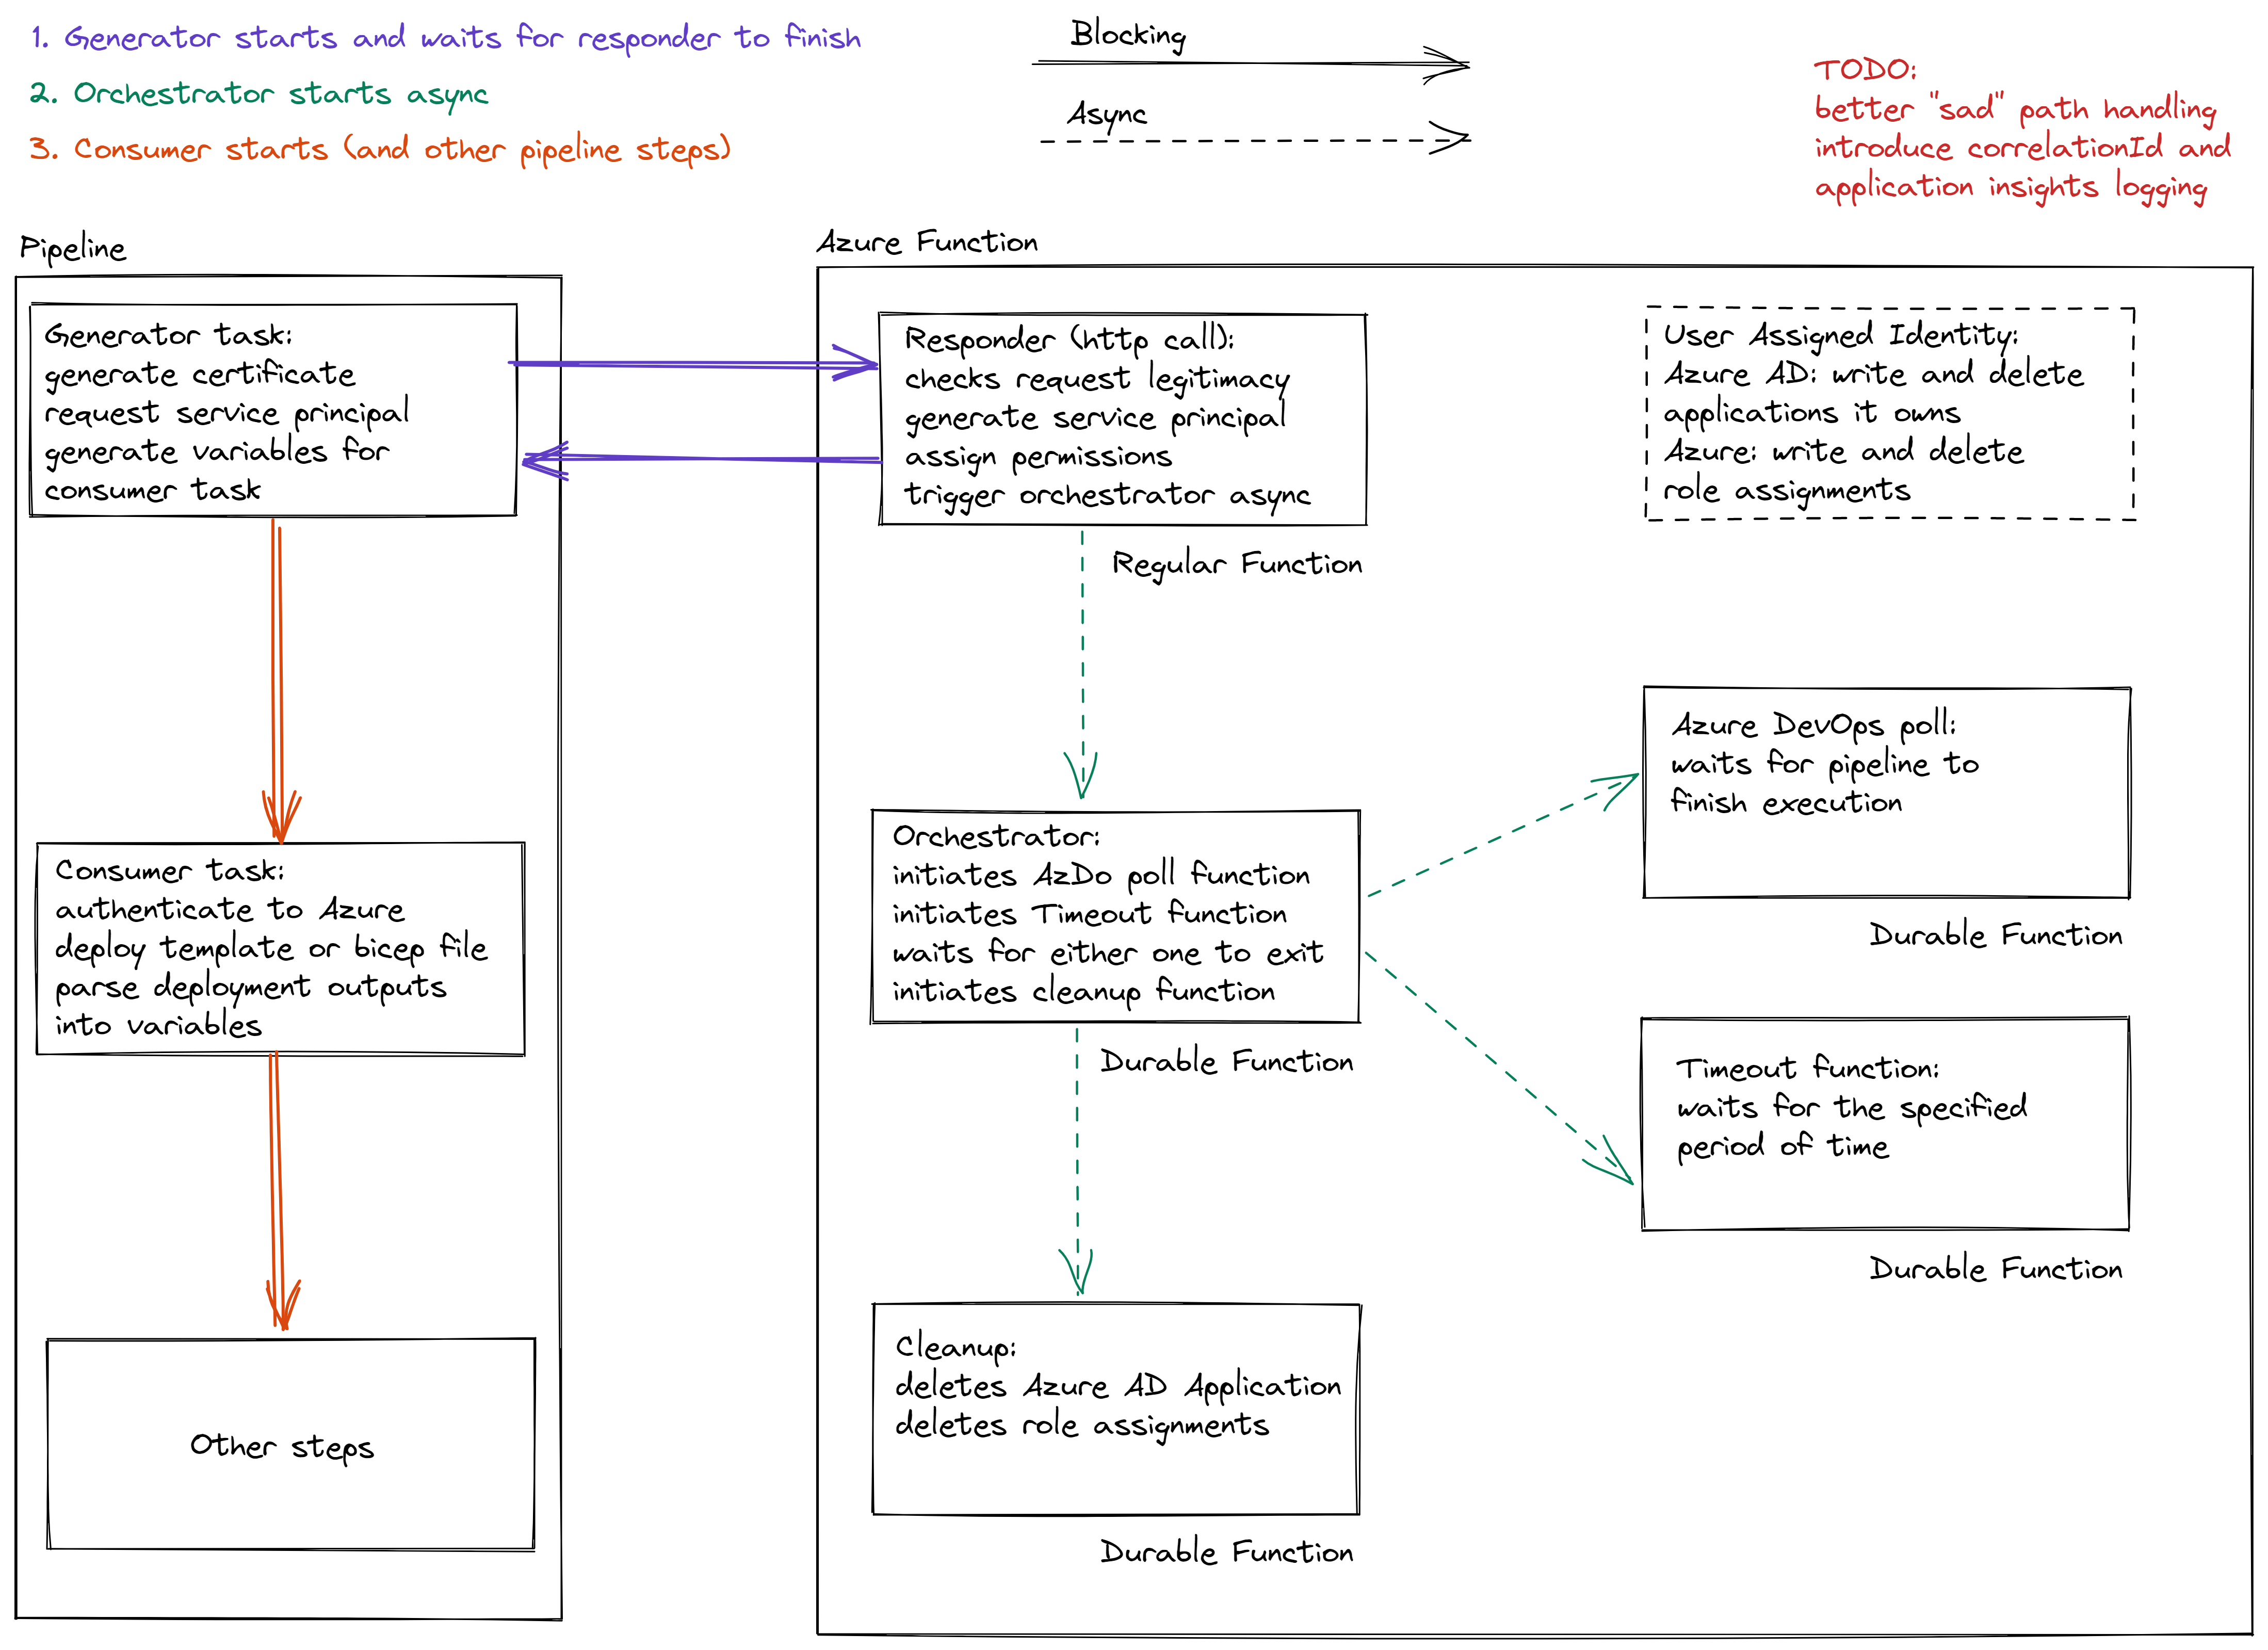 1. Generator starts and waits for responder to finish
2. Orchestrator starts async
3. Consumer starts (and other pipeline steps)
Blocking
Async
TODO:
better "sad" path handling
introduce correlationId and
application insights logging
Pipeline
Generator task:
generate certificate
request service principal
generate variables for
consumer task
Consumer task:
authenticate to Azure
deploy template or bicep file
parse deployment outputs
into variables
Other steps
Azure Function
Responder (http call):
checks request legitimacy
generate service principal
assign permissions
trigger orchestrator async
Regular Function
User Assigned Identity:
Azure AD: write and delete
applications it owns
Azure: write and delete
role assignments
Orchestrator:
initiates AzDo poll function
initiates Timeout function
waits for either one to exit
initiates cleanup function
Durable Function
Azure DevOps poll:
waits for pipeline to
finish execution
Durable Function
Timeout function:
waits for the specified
period of time
Durable Function
Cleanup:
deletes Azure AD Application
deletes role assignments
Durable Function